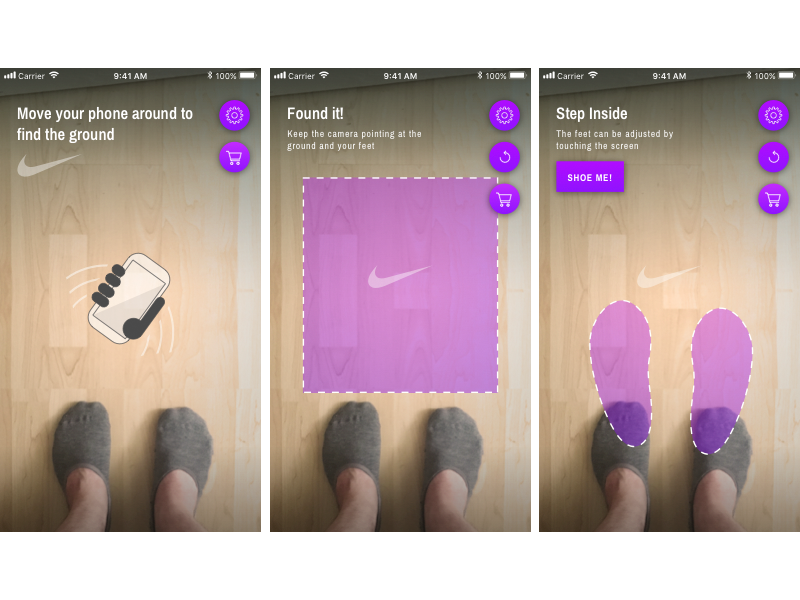 Carrier 9:41 AM 100%
Move your phone around to
find the ground
Carrier 9:41 AM 100%
Found it!
Keep the camera pointing at the
ground and your feet
Carrier 9:41 AM 100%
Step Inside
The feet can be adjusted by
touching the screen
SHOE ME!